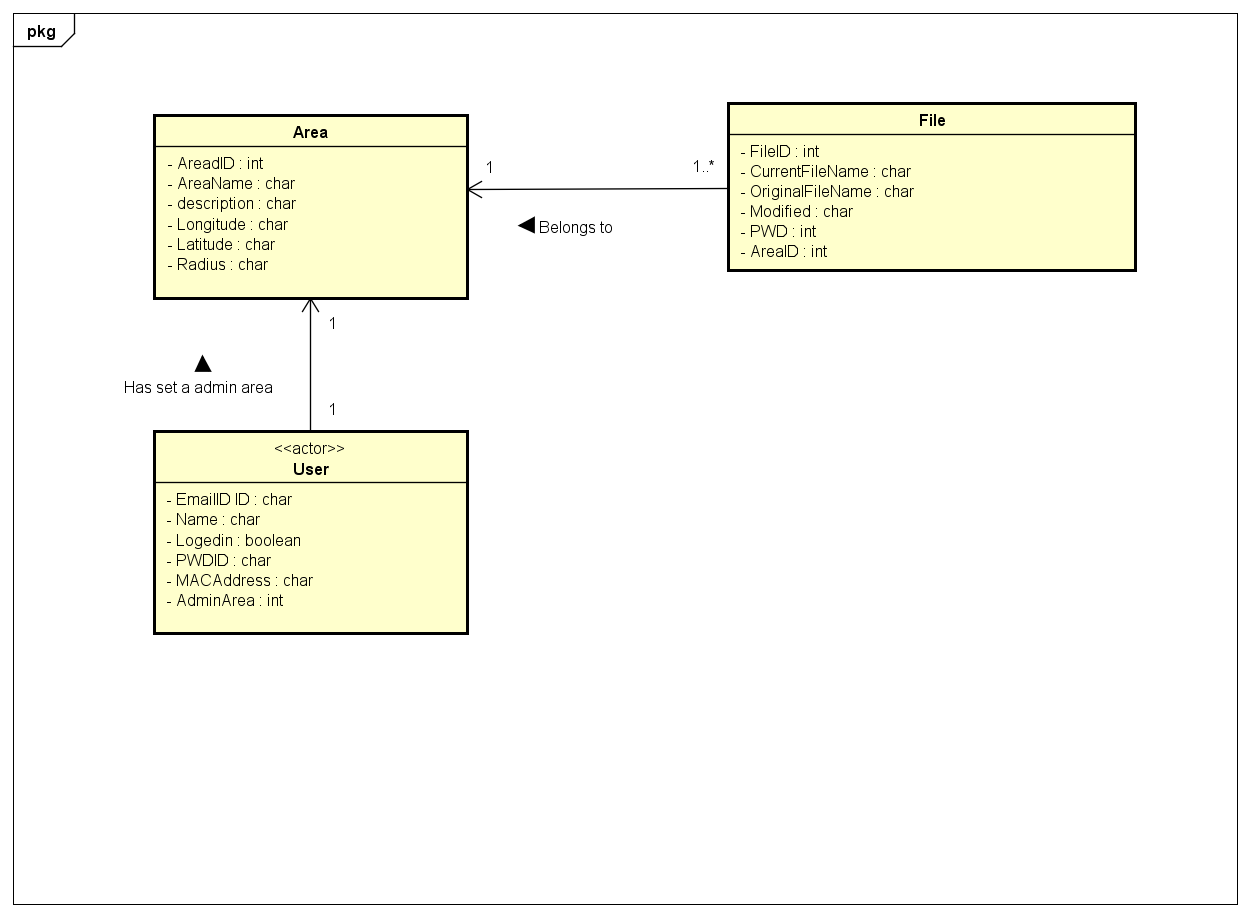 pkg
Area
- AreadID : int
- AreaName : char
- description : char
- Longitude : char
- Latitude : char
- Radius : char
1
1..*
Belongs to
File
- FileID : int
- CurrentFileName : char
- OriginalFileName : char
- Modified : char
- PWD : int
- AreaID : int
1
Has set a admin area
1
<<actor>>
User
- EmailID ID : char
- Name : char
- Logedin : boolean
- PWDID : char
- MACAddress : char
- AdminArea : int